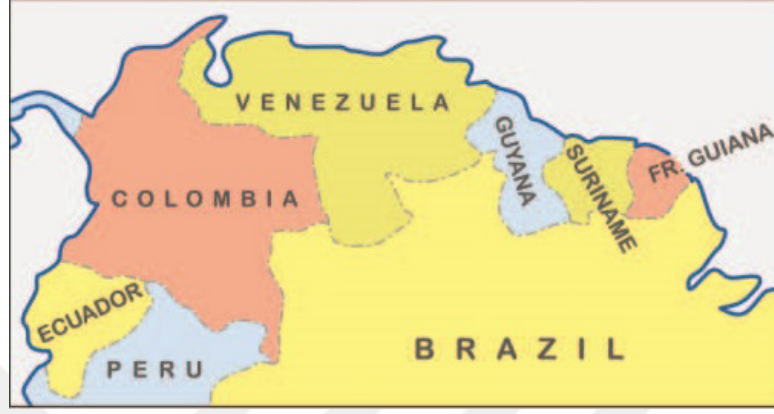 VENEZUELA
GUYANA
SURINAME
FR. GUIANA
COLOMBIA
ECUADOR
PERU
BRAZIL